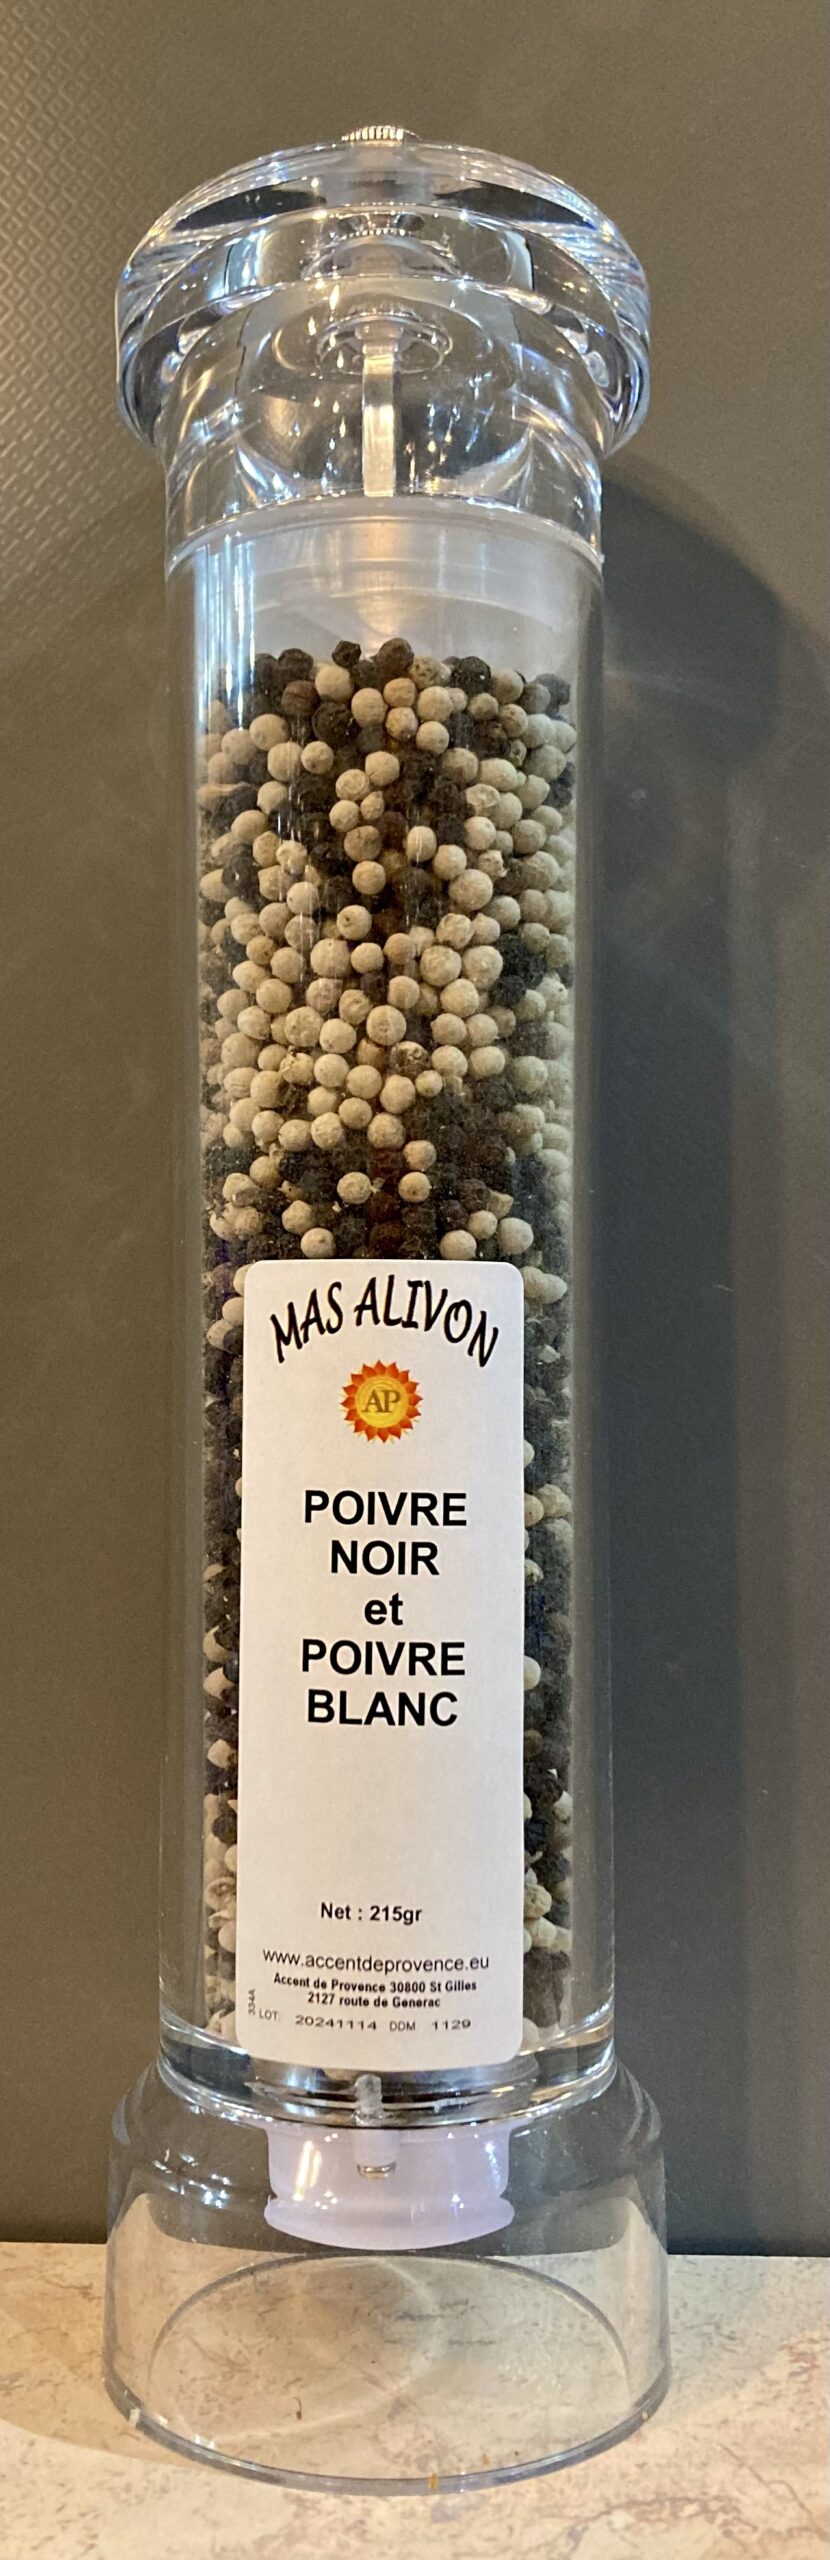 MAS ALIVON
AP
POIVRE
NOIR
et
POIVRE
BLANC
Net : 215gr
www.accentdeprovence.eu
Accent de Provence 30800 St Gilles
2127 route de Generac
334A
LOT: 20241114 DDM 1129